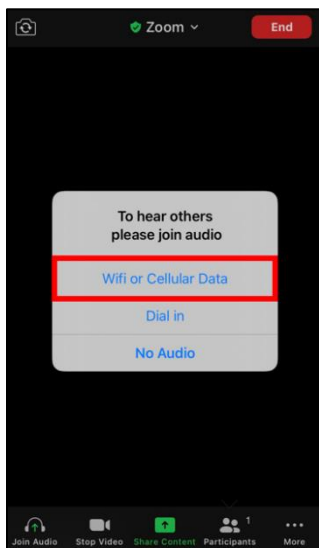 Zoom
End
To hear others
please join audio
Wifi or Cellular Data
Dial in
No Audio
1
Join Audio Stop Video Share Content Participants More